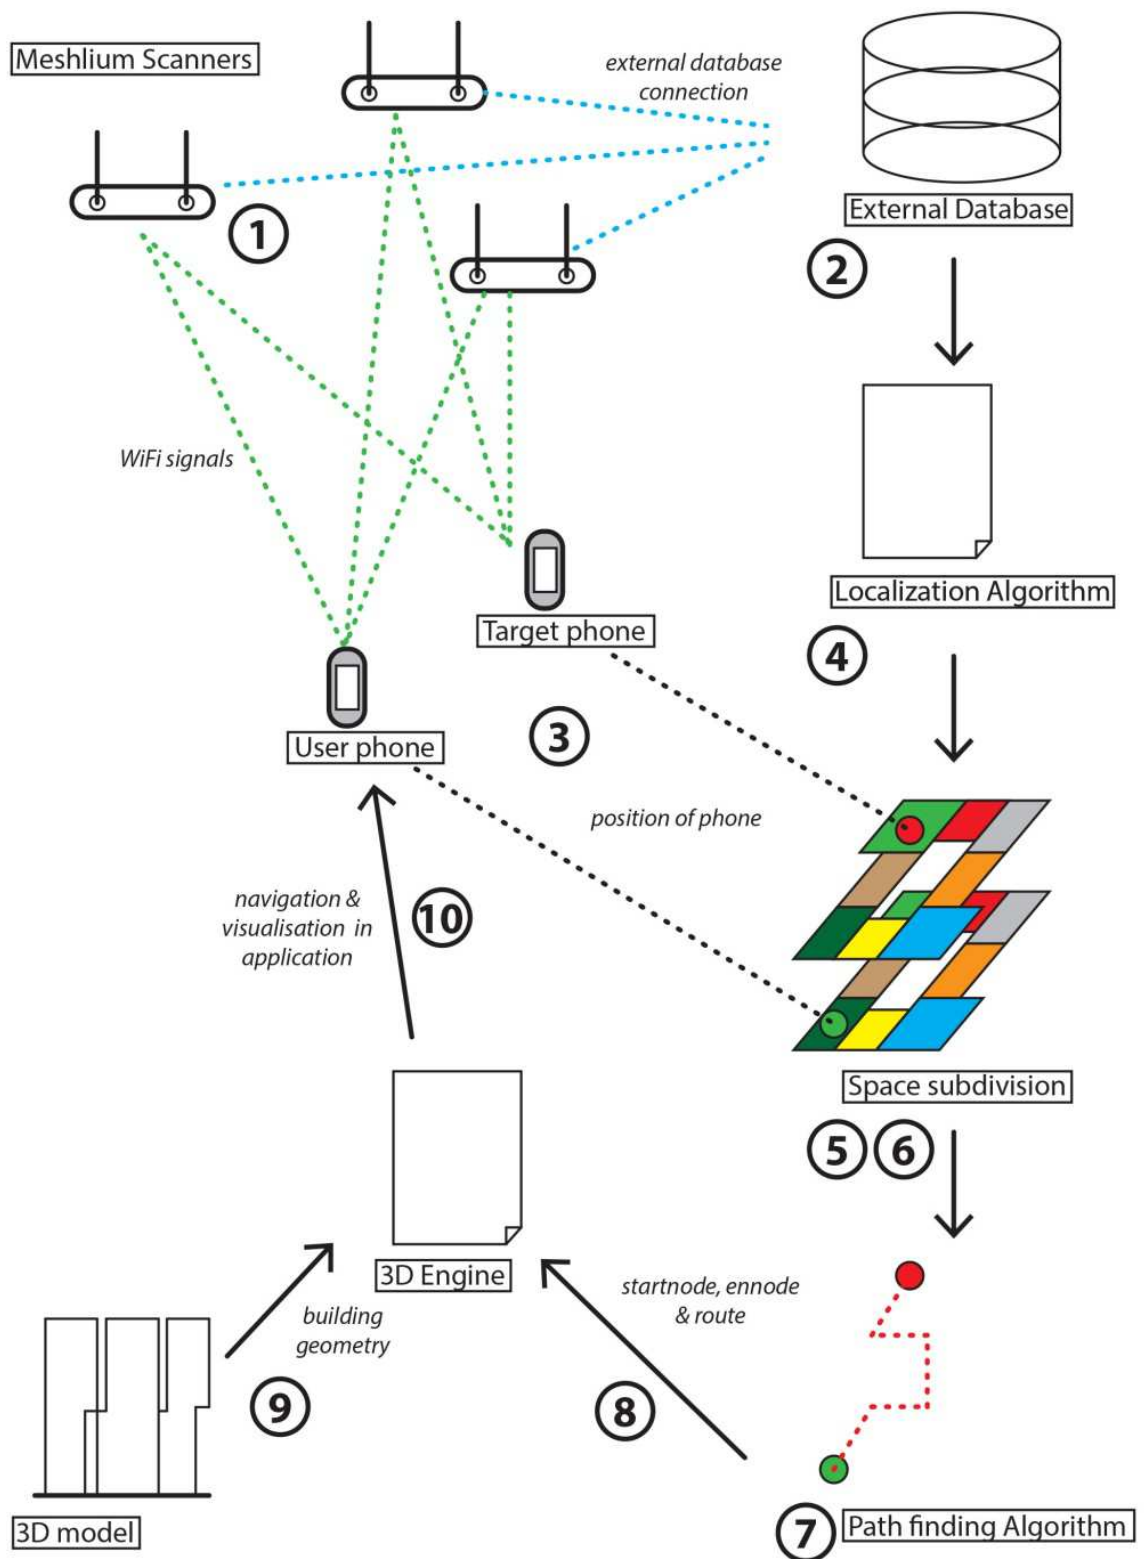 Meshlium Scanners
external database
connection
External Database
1
2
WiFi signals
Localization Algorithm
Target phone
4
User phone
3
position of phone
navigation &
visualisation in
application
10
Space subdivision
5
6
3D Engine
startnode, ennode
& route
building
geometry
9
8
3D model
7
Path finding Algorithm